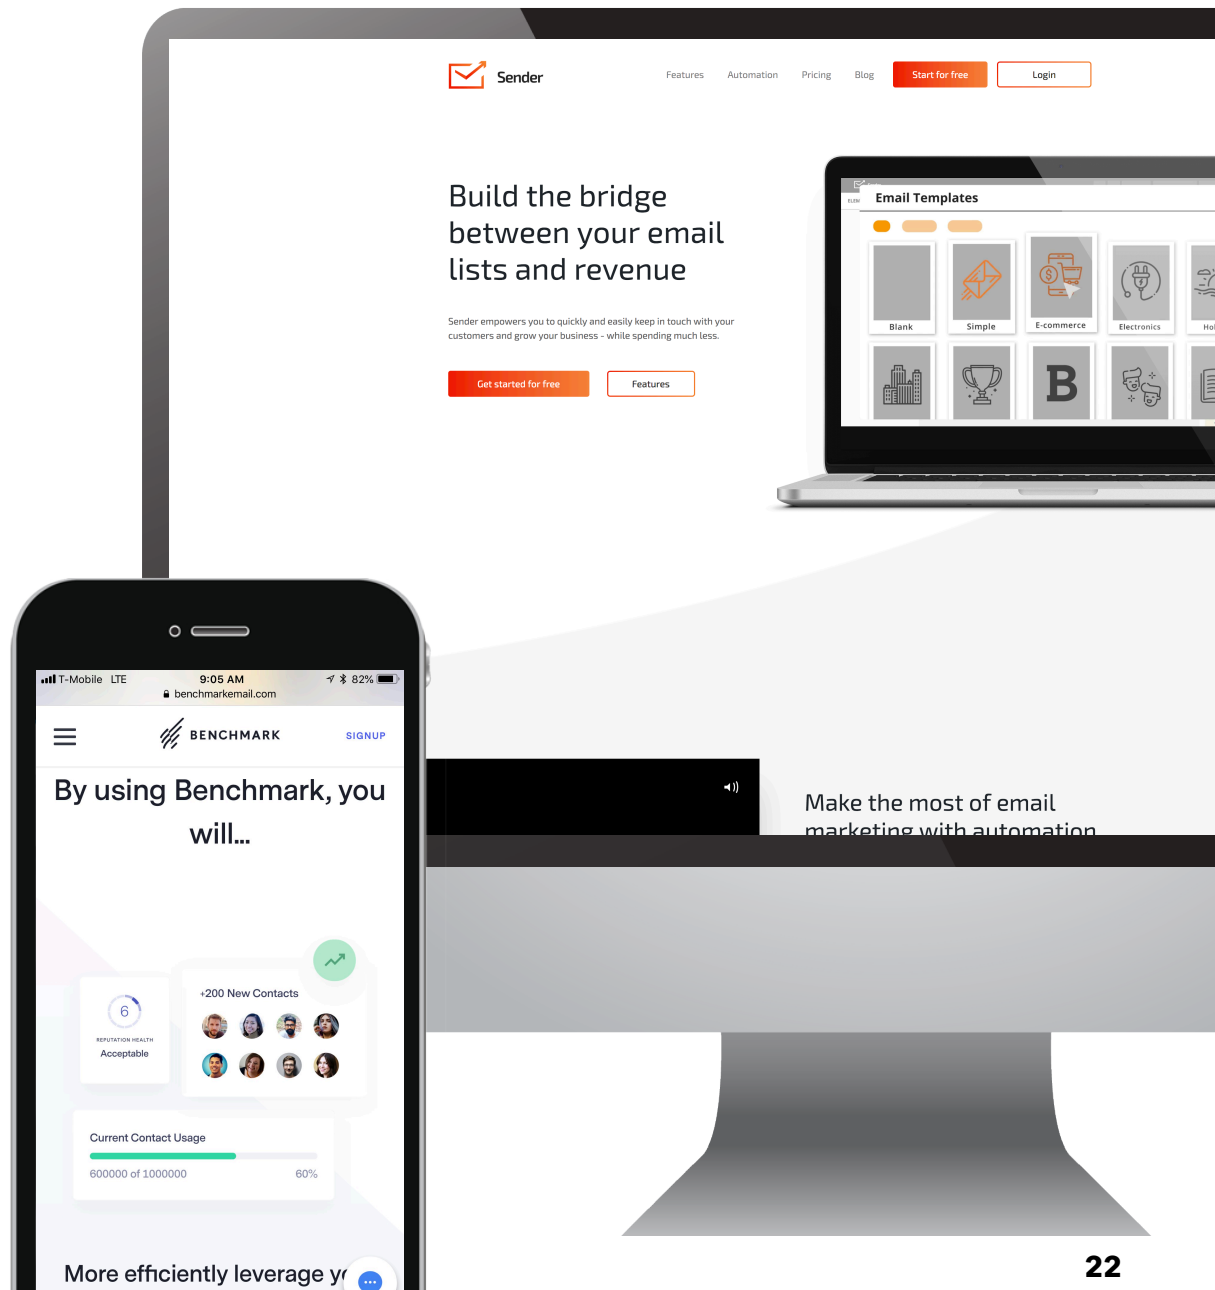 Sender
Features Automation Pricing Blog Start for free Login
Build the bridge
between your email
lists and revenue
Sender empowers you to quickly and easily keep in touch with your
customers and grow your business - while spending much less.
Get started for free Features
Email Templates
Blank Simple E-commerce Electronics
B
T-Mobile LTE 9:05 AM 82%
benchmarkemail.com
BENCHMARK SIGNUP
By using Benchmark, you
will...
+200 New Contacts
6
REPUTATION HEALTH
Acceptable
Current Contact Usage
600000 of 1000000 60%
More efficiently leverage
Make the most of email
marketing with automation
22